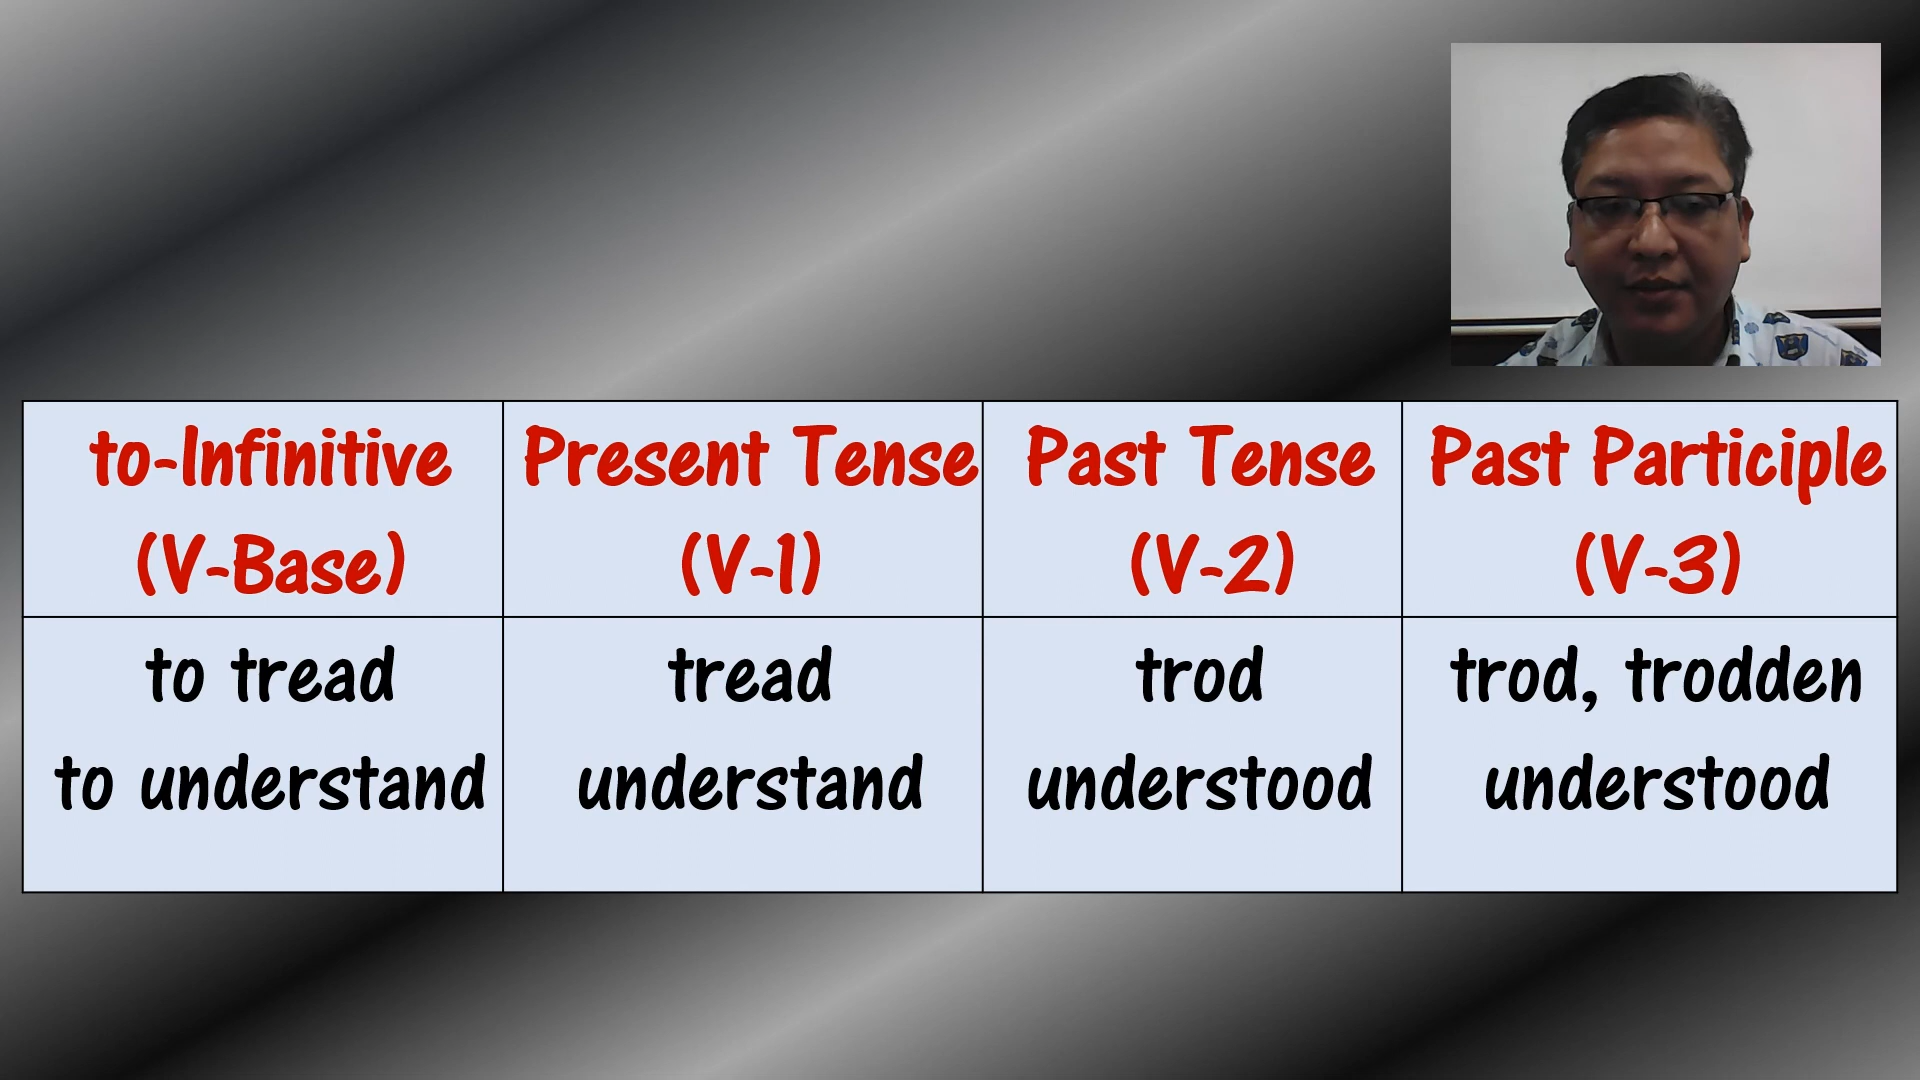 to-Infinitive Present Tense Past Tense Past Participle
(V-Base) (V-1) (V-2) (V-3)
to tread tread trod trod, trodden
to understand understand understood understood